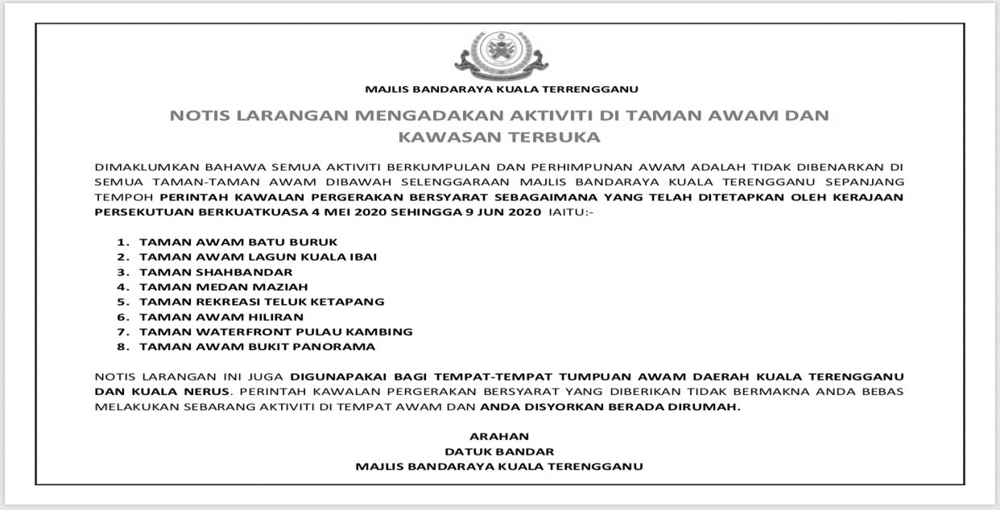 MAJLIS BANDARAYA KUALA TERRENGGANU
NOTIS LARANGAN MENGADAKAN AKTIVITI DI TAMAN AWAM DAN
KAWASAN TERBUKA
DIMAKLUMKAN BAHAWA SEMUA AKTIVITI BERKUMPULAN DAN PERHIMPUNAN AWAM ADALAH TIDAK DIBENARKAN DI
SEMUA TAMAN-TAMAN AWAM DIBAWAH SELENGGARAAN MAJLIS BANDARAYA KUALA TERENGGANU SEPANJANG
TEMPOH PERINTAH KAWALAN PERGERAKAN BERSYARAT SEBAGAIMANA YANG TELAH DITETAPKAN OLEH KERAJAAN
PERSEKUTUAN BERKUATKUASA 4 MEI 2020 SEHINGGA 9 JUN 2020 IAITU:-
1. TAMAN AWAM BATU BURUK
2. TAMAN AWAM LAGUN KUALA IBAI
3. TAMAN SHAHBANDAR
4. TAMAN MEDAN MAZIAH
5. TAMAN REKREASI TELUK KETAPANG
6. TAMAN AWAM HILIRAN
7. TAMAN WATERFRONT PULAU KAMBING
8. TAMAN AWAM BUKIT PANORAMA
NOTIS LARANGAN INI JUGA DIGUNAPAKAI BAGI TEMPAT-TEMPAT TUMPUAN AWAM DAERAH KUALA TERENGGANU
DAN KUALA NERUS. PERINTAH KAWALAN PERGERAKAN BERSYARAT YANG DIBERIKAN TIDAK BERMAKNA ANDA BEBAS
MELAKUKAN SEBARANG AKTIVITI DI TEMPAT AWAM DAN ANDA DISYORKAN BERADA DIRUMAH.
ARAHAN
DATUK BANDAR
MAJLIS BANDARAYA KUALA TERENGGANU